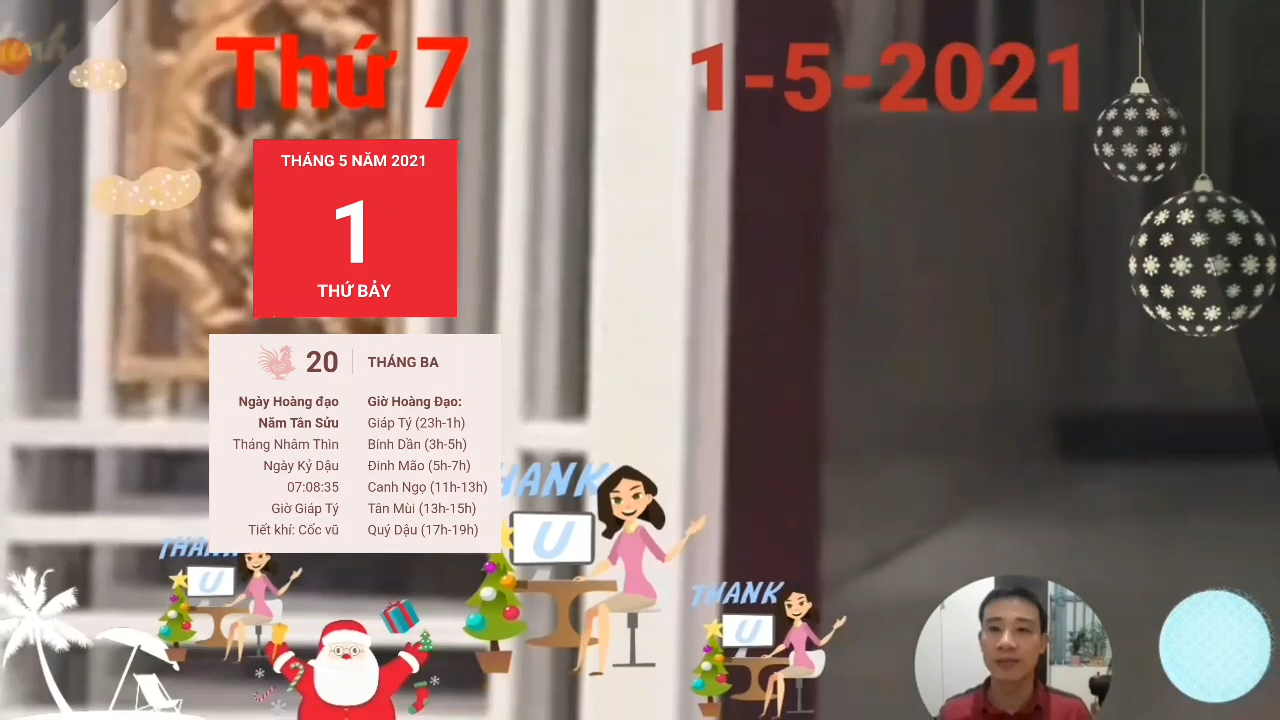 Thứ 7
1-5-2021
THÁNG 5 NĂM 2021
1
THỨ BẢY
20
THÁNG BA
Ngày Hoàng đạo
Năm Tân Sửu
Tháng Nhâm Thìn
Ngày Kỷ Dậu
07:08:35
Giờ Giáp Tý
Tiết khí: Cốc vũ
Giờ Hoàng Đạo:
Giáp Tý (23h-1h)
Bính Dần (3h-5h)
Đinh Mão (5h-7h)
Canh Ngọ (11h-13h)
Tân Mùi (13h-15h)
Quý Dậu (17h-19h)
HANK
U
THANK
U
THANK
U